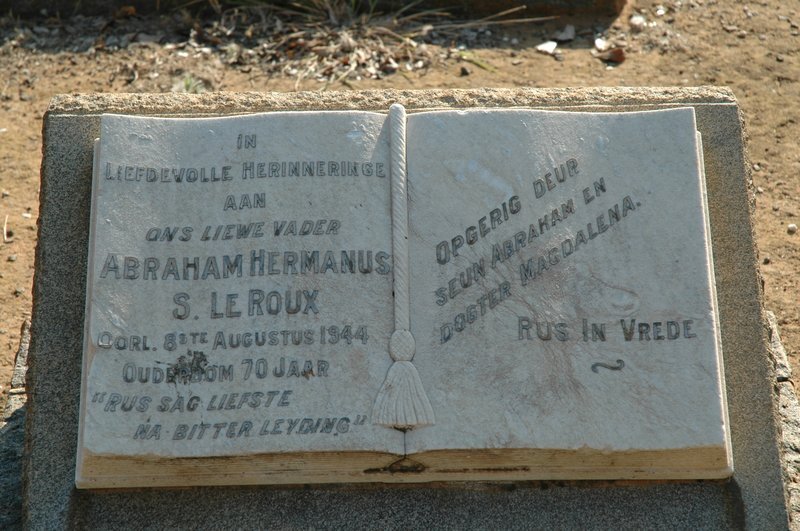 IN
LIEFDEVOLLE HERINNERINGE
AAN
ONS LIEWE VADER
ABRAHAM HERMANUS
S. LE ROUX
OORL. 8STE AUGUSTUS 1944
OUDERDOM 70 JAAR
"RUS SAG LIEFSTE
NA BITTER LEYDING"
OPGERIG DEUR
SEUN ABRAHAM EN
DOGTER MAGDALENA.
RUS IN VREDE